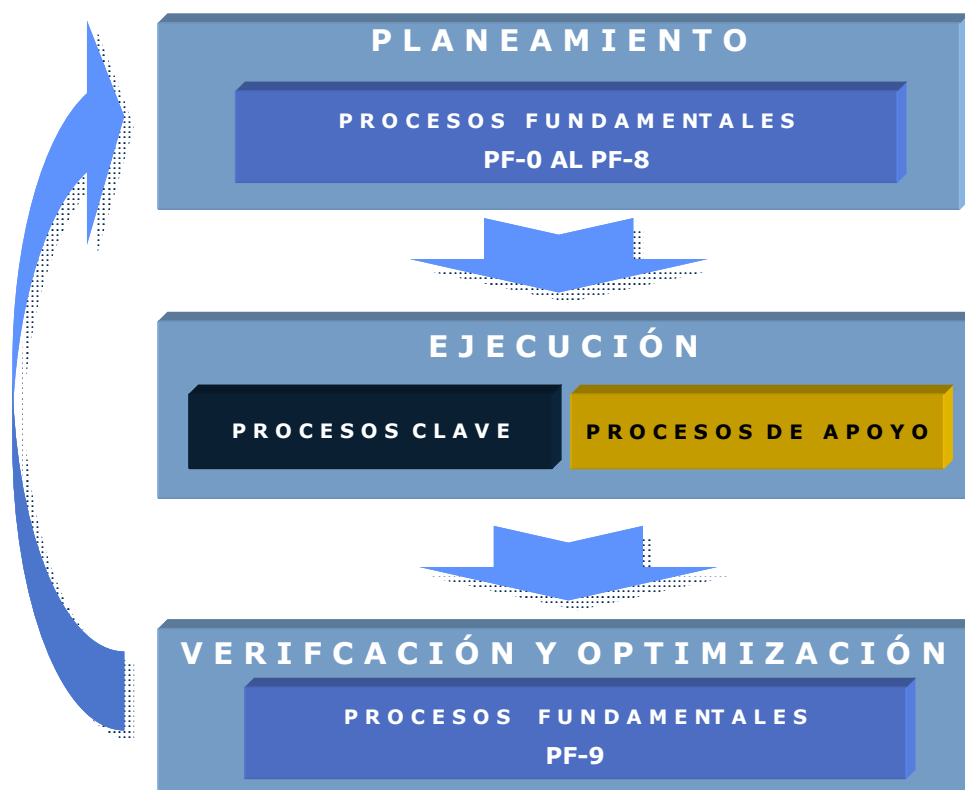 PLANEAMIENTO
PROCESOS FUNDAMENTALES
PF-0 AL PF-8
EJECUCIÓN
PROCESOS CLAVE
PROCESOS DE APOYO
VERIFCACIÓN Y OPTIMIZACIÓN
PROCESOS FUNDAMENTALES
PF-9